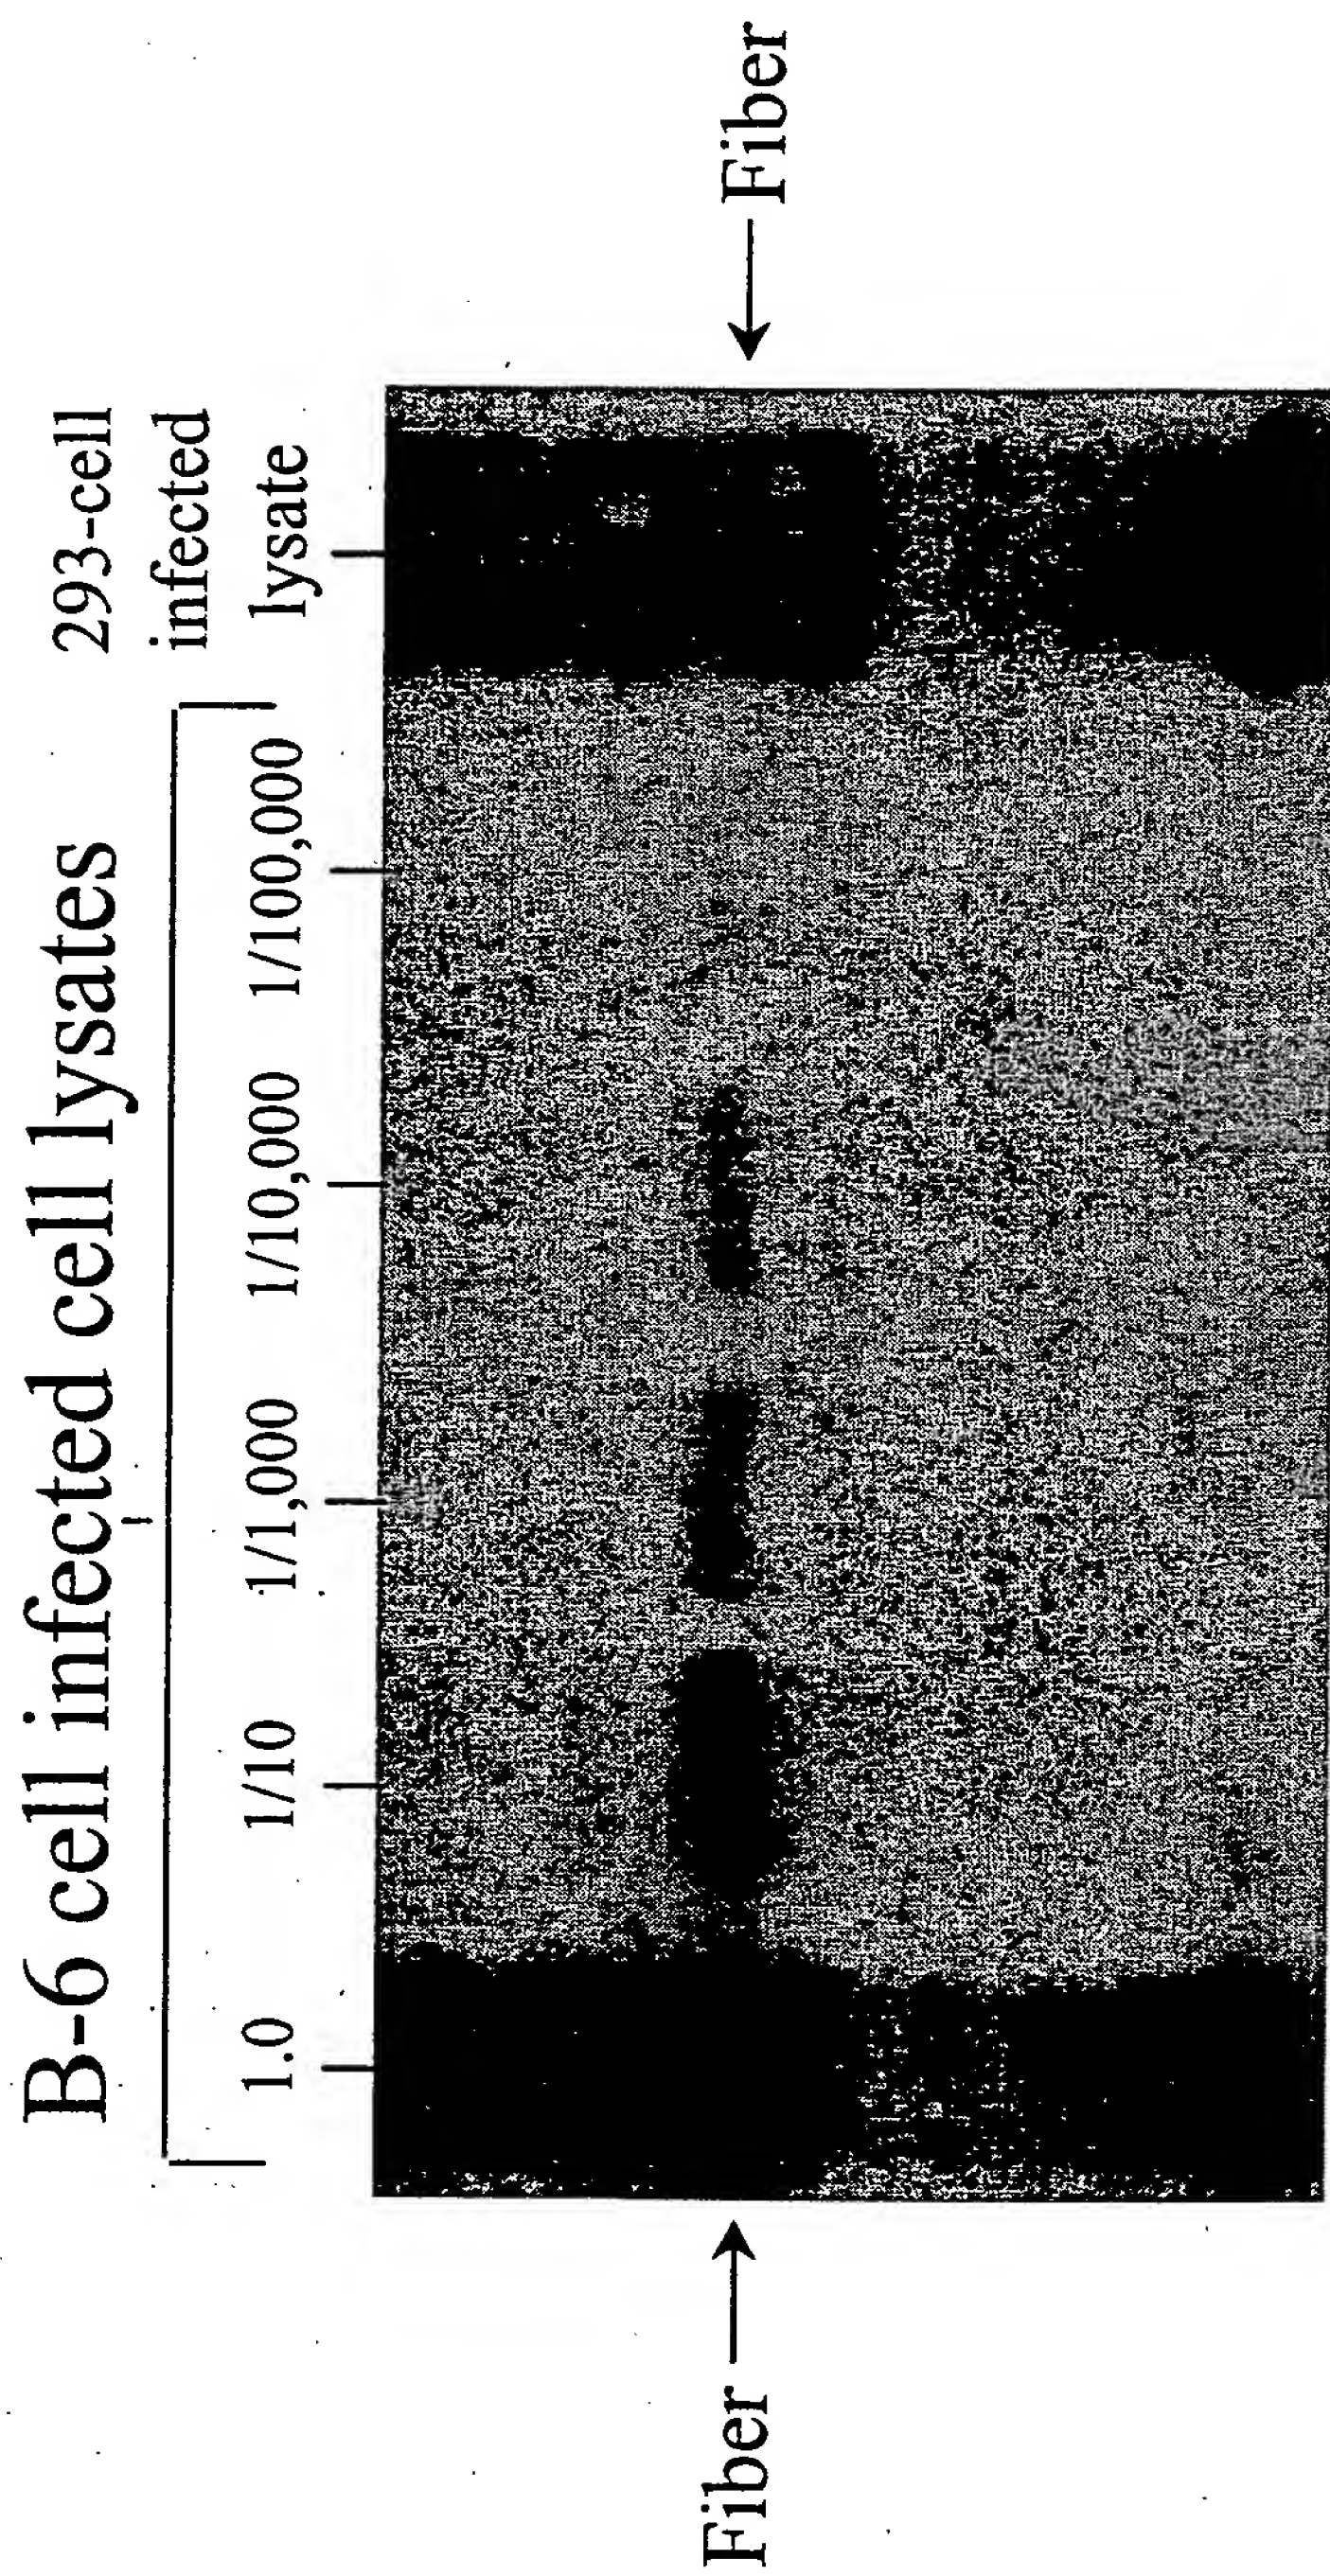 B-6 cell infected cell lysates
293-cell
infected
lysate
1.0 1/10 1/1,000 1/10,000 1/100,000
Fiber
Fiber